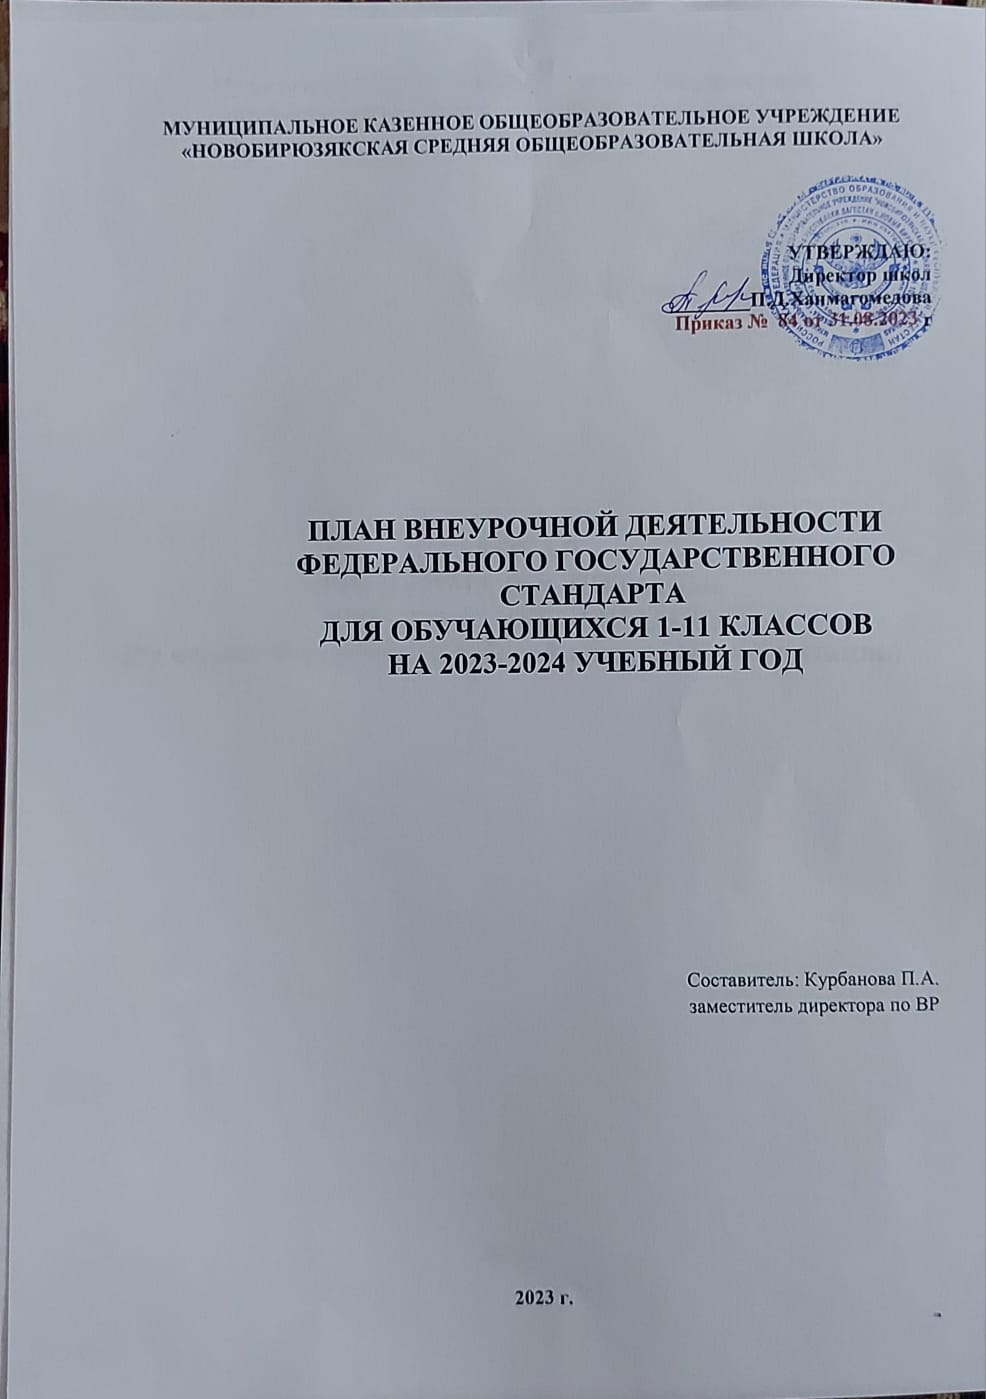 МУНИЦИПАЛЬНОЕ КАЗЕННОЕ ОБЩЕОБРАЗОВАТЕЛЬНОЕ УЧРЕЖДЕНИЕ
«НОВОБИРЮЗЯКСКАЯ СРЕДНЯЯ ОБЩЕОБРАЗОВАТЕЛЬНАЯ ШКОЛА»
УТВЕРЖДАЮ:
Директор школ
П.Д.Ханмагомедова
Приказ № 84 от 31.08.2023 г
ПЛАН ВНЕУРОЧНОЙ ДЕЯТЕЛЬНОСТИ
ФЕДЕРАЛЬНОГО ГОСУДАРСТВЕННОГО
СТАНДАРТА
ДЛЯ ОБУЧАЮЩИХСЯ 1-11 КЛАССОВ
НА 2023-2024 УЧЕБНЫЙ ГОД
Составитель: Курбанова П.А.
заместитель директора по ВР
2023 г.